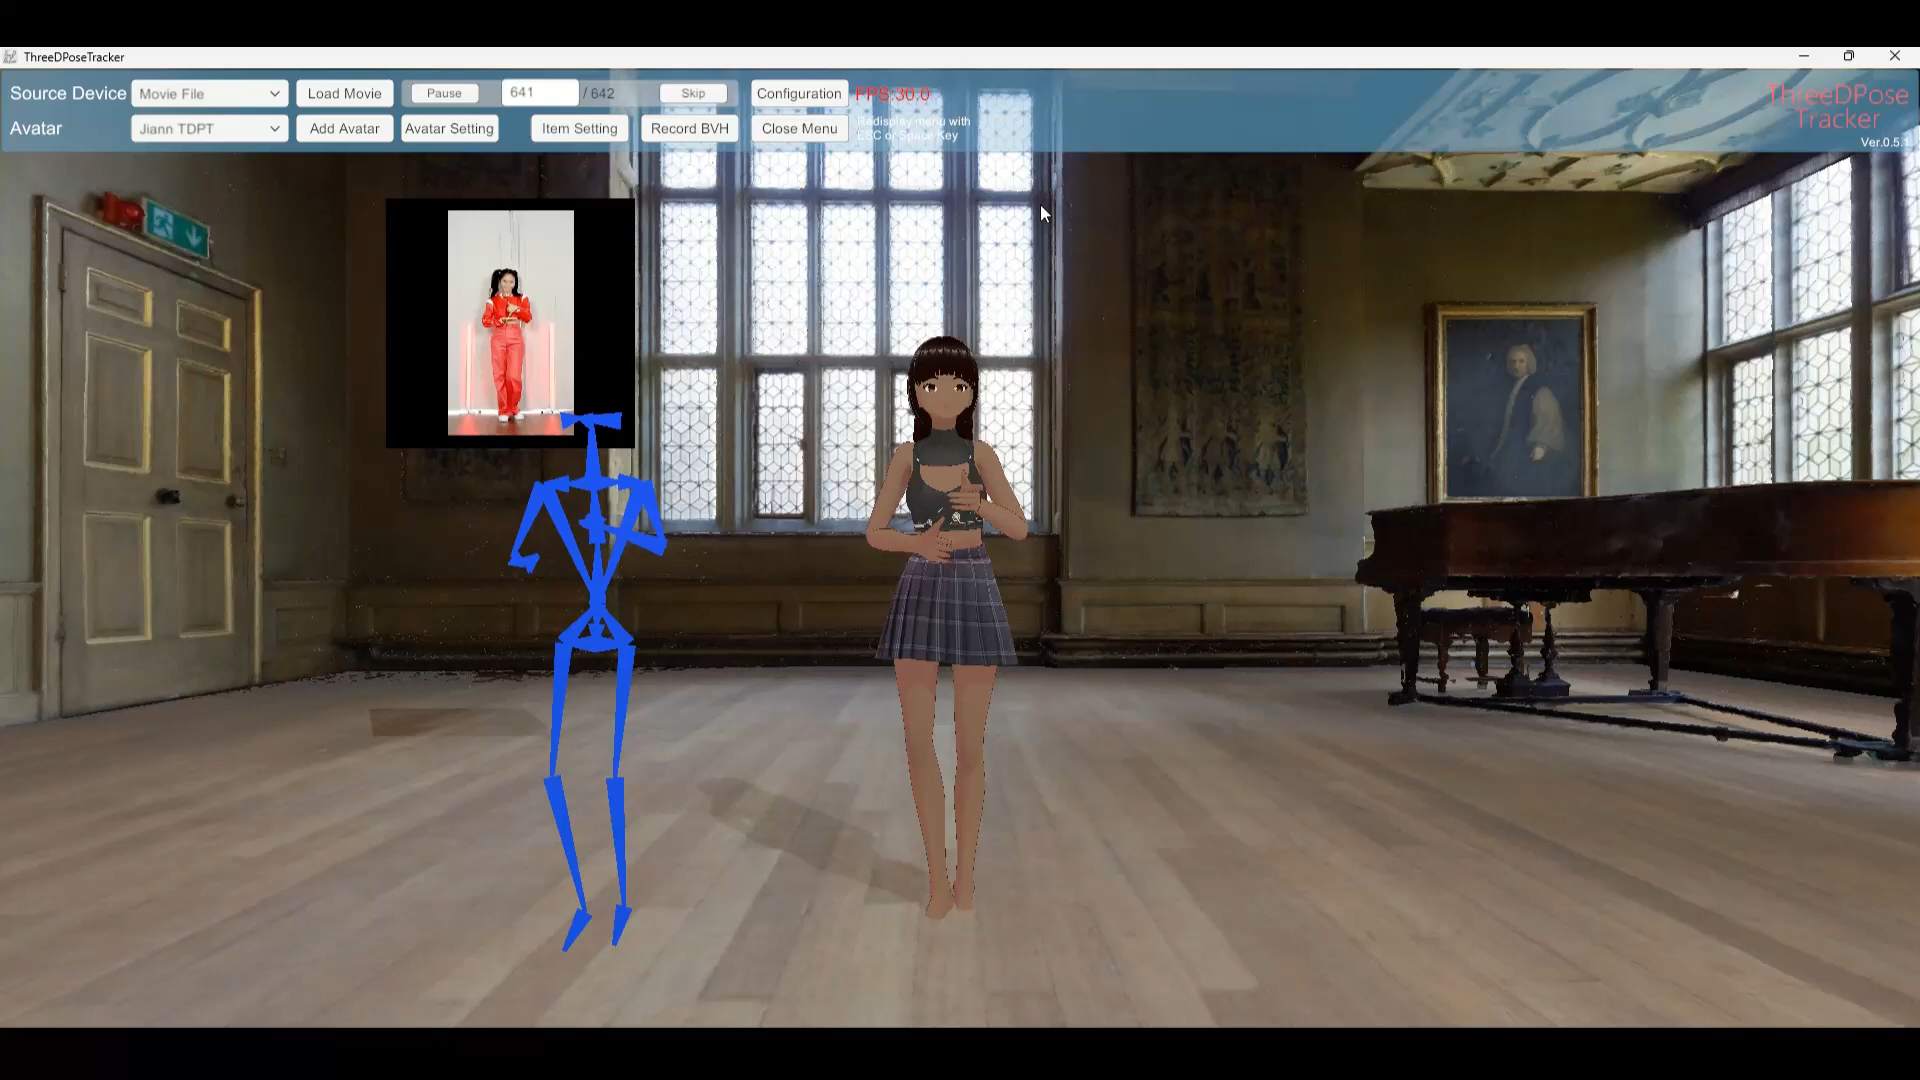 ThreeDPoseTracker
Source Device
Movie File
Load Movie
Pause
641
/ 642
Skip
Configuration
FPS:30.0
Avatar
Jiann TDPT
Add Avatar
Avatar Setting
Item Setting
Record BVH
Close Menu
Redisplay menu with
ESC or Space Key
ThreeDPose
Tracker
Ver.0.5.1